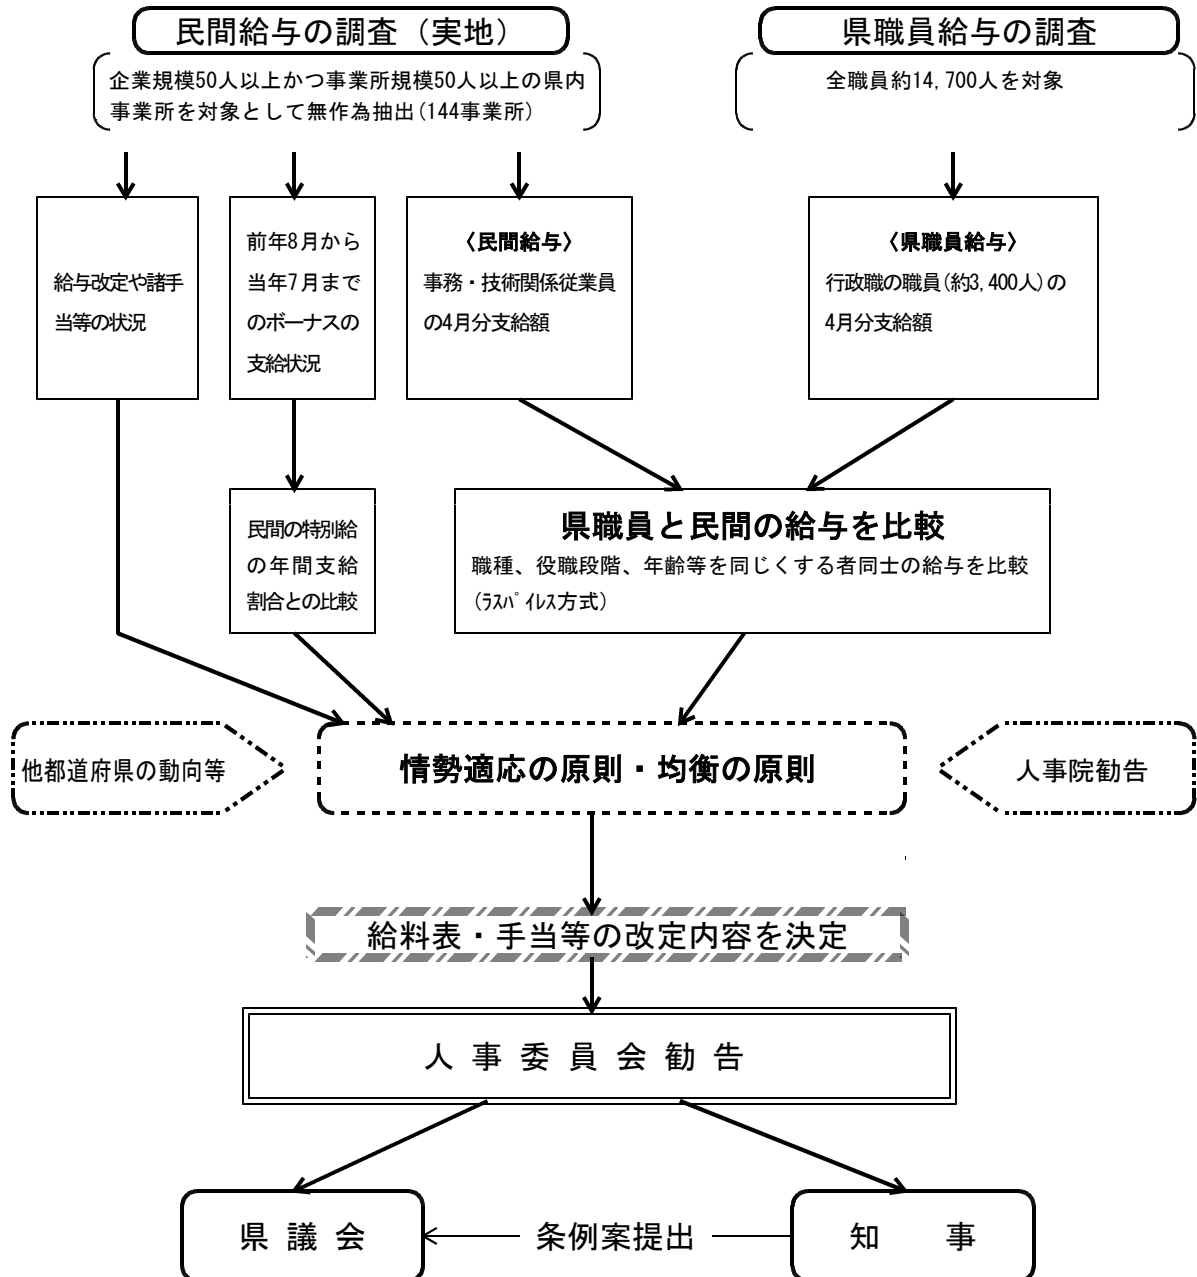 民間給与の調査（実地）
企業規模50人以上かつ事業所規模50人以上の県内
事業所を対象として無作為抽出(144事業所)
県職員給与の調査
全職員約14,700人を対象
給与改定や諸手
当等の状況
前年8月から
当年7月まで
のボーナスの
支給状況
〈民間給与〉
事務・技術関係従業員
の4月分支給額
〈県職員給与〉
行政職の職員(約3,400人)の
4月分支給額
民間の特別給
の年間支給
割合との比較
県職員と民間の給与を比較
職種、役職段階、年齢等を同じくする者同士の給与を比較
(ﾗｽﾊﾟｲﾚｽ方式)
他都道府県の動向等
情勢適応の原則・均衡の原則
人事院勧告
給料表・手当等の改定内容を決定
人事委員会勧告
県議会
条例案提出
知　　事